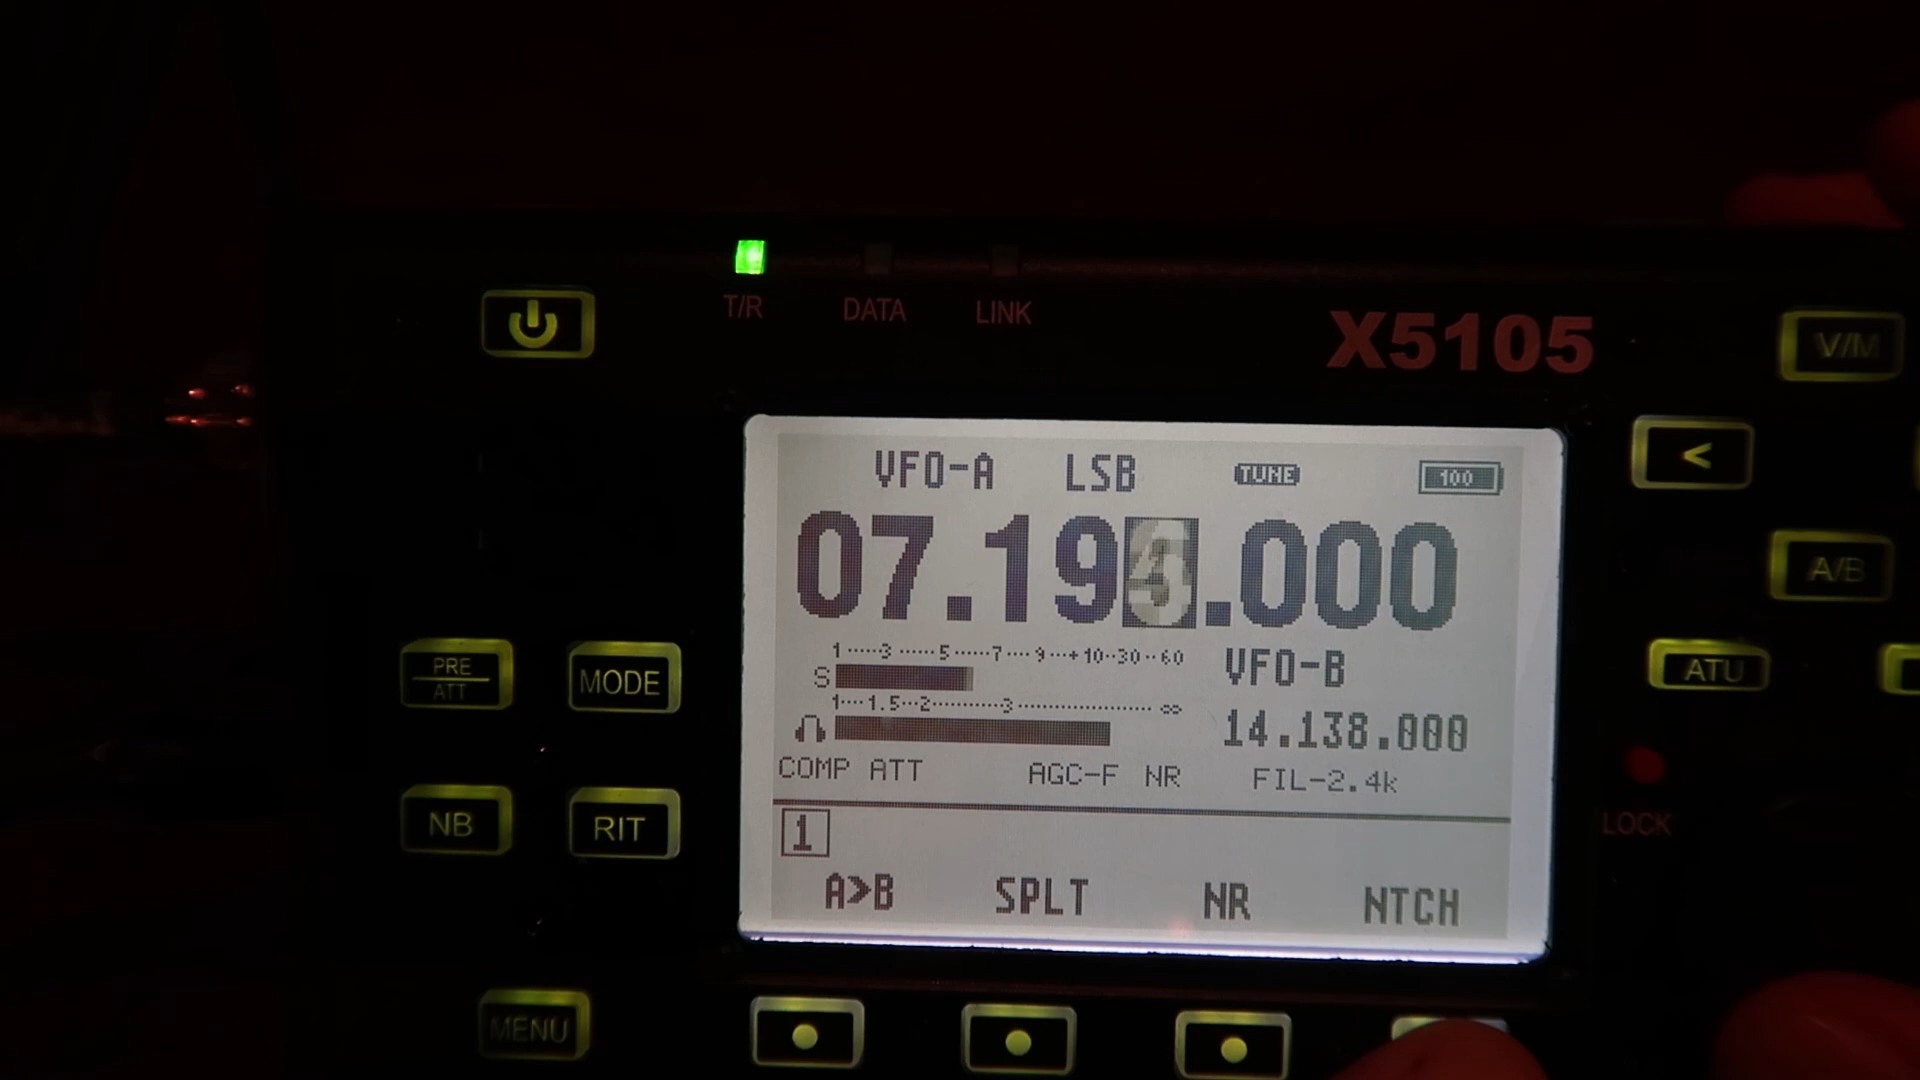 T/R DATA LINK
X5105
V/M
<
VFO-A LSB TUNE 100
07.19 .000
A/B
1 3 5 7 9 +10 30 60
S
VFO-B
ATU
1 1.5 2 3 ∞
14.138.000
PRE
ATT
MODE
COMP ATT AGC-F NR FIL-2.4k
NB RIT
1
LOCK
A>B SPLT NR NTCH
MENU